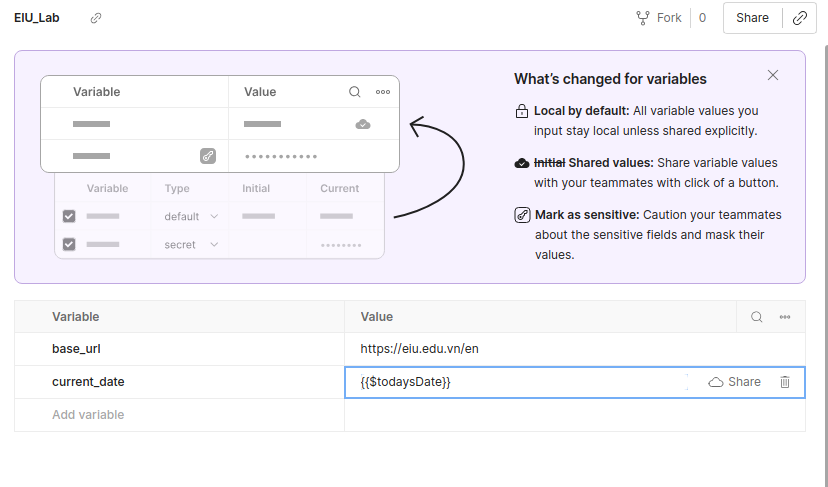 EIU_Lab
Fork 0 Share
What's changed for variables
Variable Value
Local by default: All variable values you
input stay local unless shared explicitly.
Initial Shared values: Share variable values
with your teammates with click of a button.
Variable Type Initial Current
default
secret
Mark as sensitive: Caution your teammates
about the sensitive fields and mask their
values.
Variable Value
base_url https://eiu.edu.vn/en
current_date {{$todaysDate}} Share
Add variable